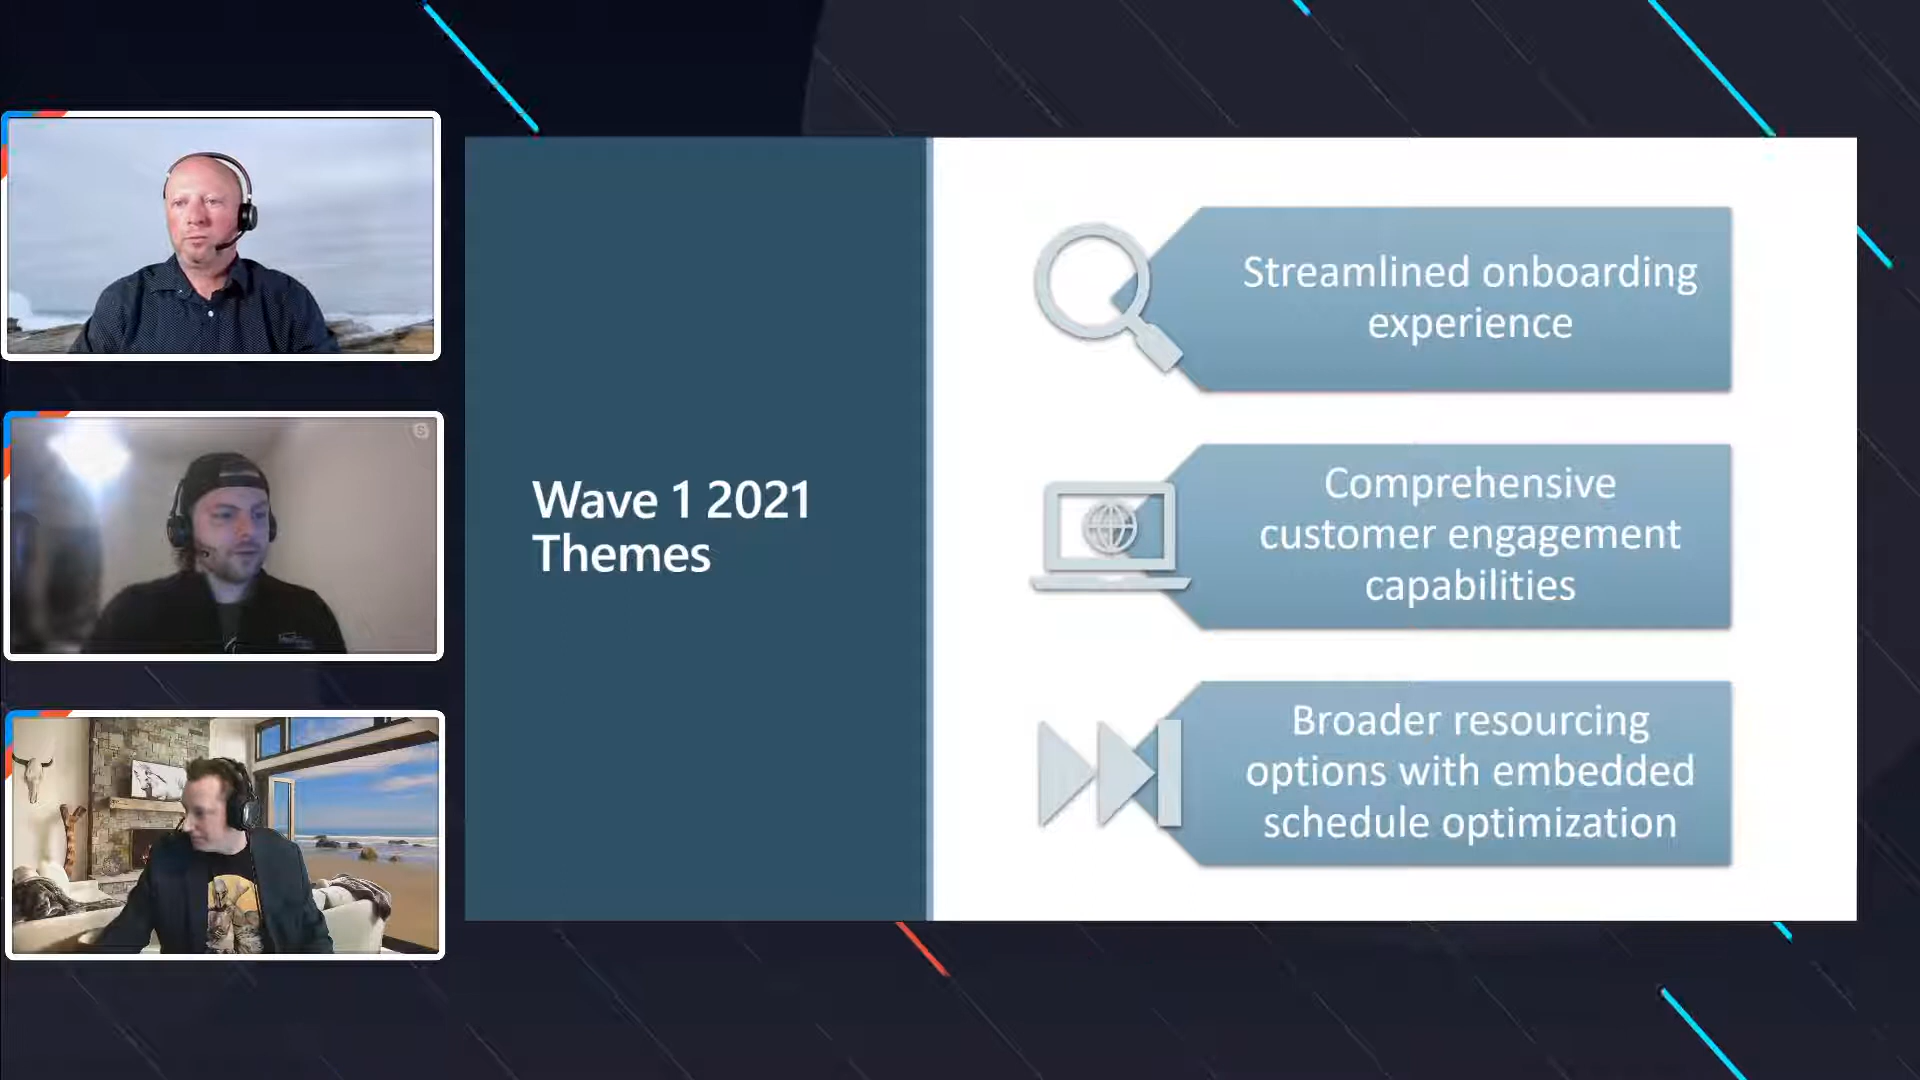 Wave 1 2021
Themes
Streamlined onboarding
experience
Comprehensive
customer engagement
capabilities
Broader resourcing
options with embedded
schedule optimization